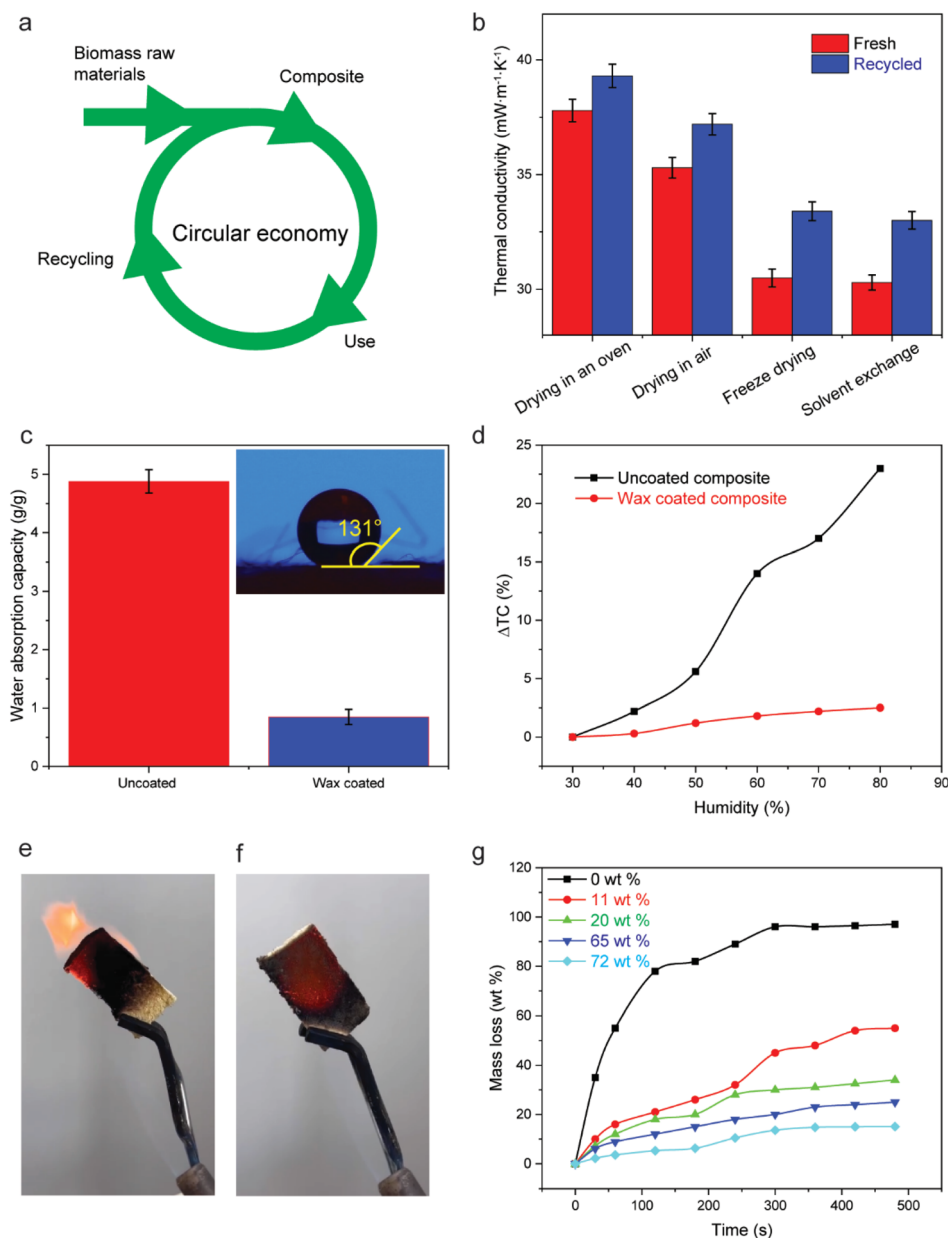 a
Biomass raw
materials
Composite
Circular economy
Recycling
Use
b
Thermal conductivity (mW·m⁻¹·K⁻¹)
40
35
30
Fresh
Recycled
Drying in an oven
Drying in air
Freeze drying
Solvent exchange
c
Water absorption capacity (g/g)
5
4
3
2
1
0
131°
Uncoated
Wax coated
d
ΔTC (%)
25
20
15
10
5
0
Uncoated composite
Wax coated composite
30 40 50 60 70 80 90
Humidity (%)
e
f
g
Mass loss (wt %)
120
100
80
60
40
20
0
0 wt %
11 wt %
20 wt %
65 wt %
72 wt %
0 100 200 300 400 500
Time (s)